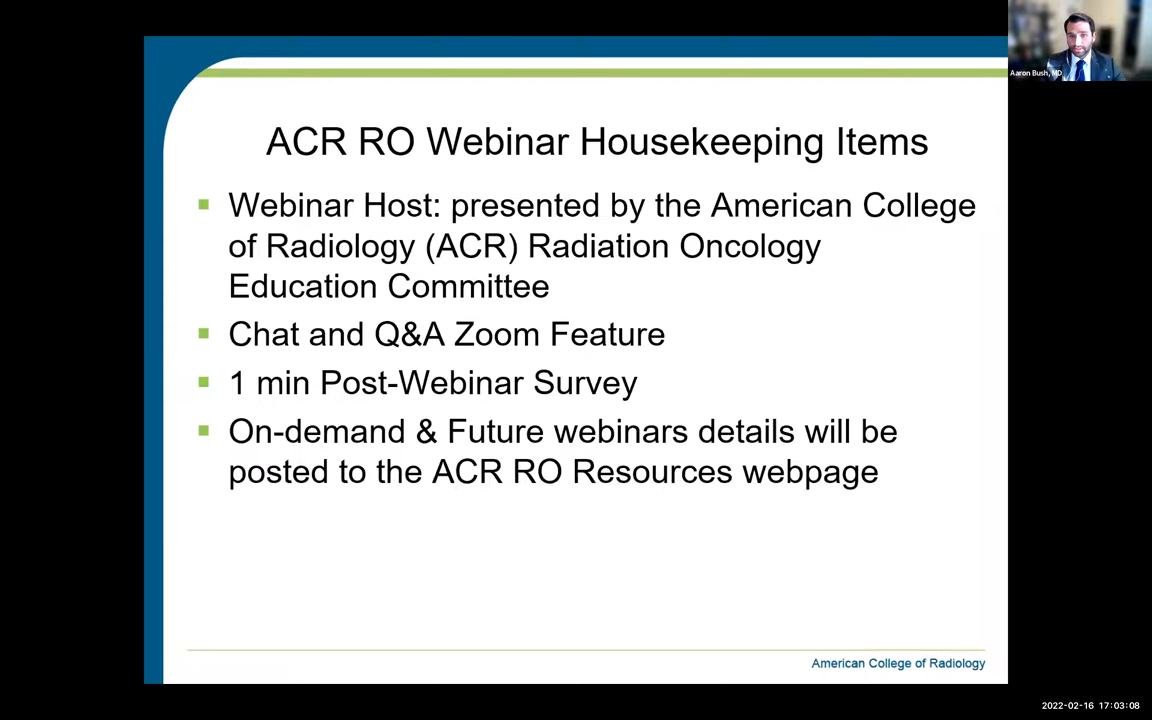 Aaron Bush, MD
ACR RO Webinar Housekeeping Items
Webinar Host: presented by the American College
of Radiology (ACR) Radiation Oncology
Education Committee
Chat and Q&A Zoom Feature
1 min Post-Webinar Survey
On-demand & Future webinars details will be
posted to the ACR RO Resources webpage
American College of Radiology
2022-02-16 17:03:08